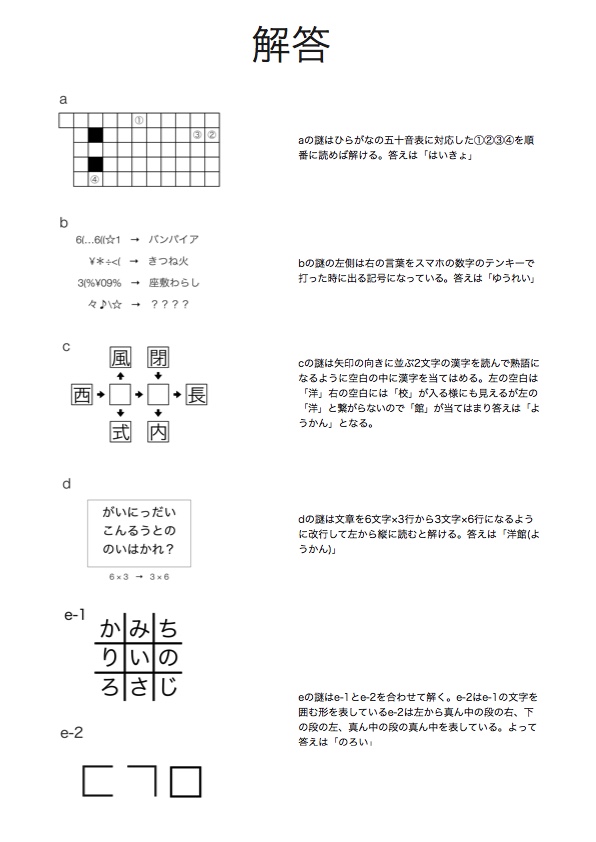 解答
a
①
③ ②
④
aの謎はひらがなの五十音表に対応した①②③④を順
番に読めば解ける。答えは「はいきょ」
b
6(…6((☆1 → バンパイア
¥＊÷<( → きつね火
3(%¥09% → 座敷わらし
々♪\☆ → ？？？？
bの謎の左側は右の言葉をスマホの数字のテンキーで
打った時に出る記号になっている。答えは「ゆうれい」
c
風 閉
西 長
式 内
cの謎は矢印の向きに並ぶ2文字の漢字を読んで熟語に
なるように空白の中に漢字を当てはめる。左の空白は
「洋」右の空白には「校」が入る様にも見えるが左の
「洋」と繋がらないので「館」が当てはまり答えは「よ
うかん」となる。
d
がいにっだい
こんるうとの
のいはかれ？
6×3 → 3×6
dの謎は文章を6文字×3行から3文字×6行になるよう
に改行して左から縦に読むと解ける。答えは「洋館(よ
うかん)」
e-1
か み ち
り い の
ろ さ じ
eの謎はe-1とe-2を合わせて解く。e-2はe-1の文字を
囲む形を表しているe-2は左から真ん中の段の右、下
の段の左、真ん中の段の真ん中を表している。よって
答えは「のろい」
e-2